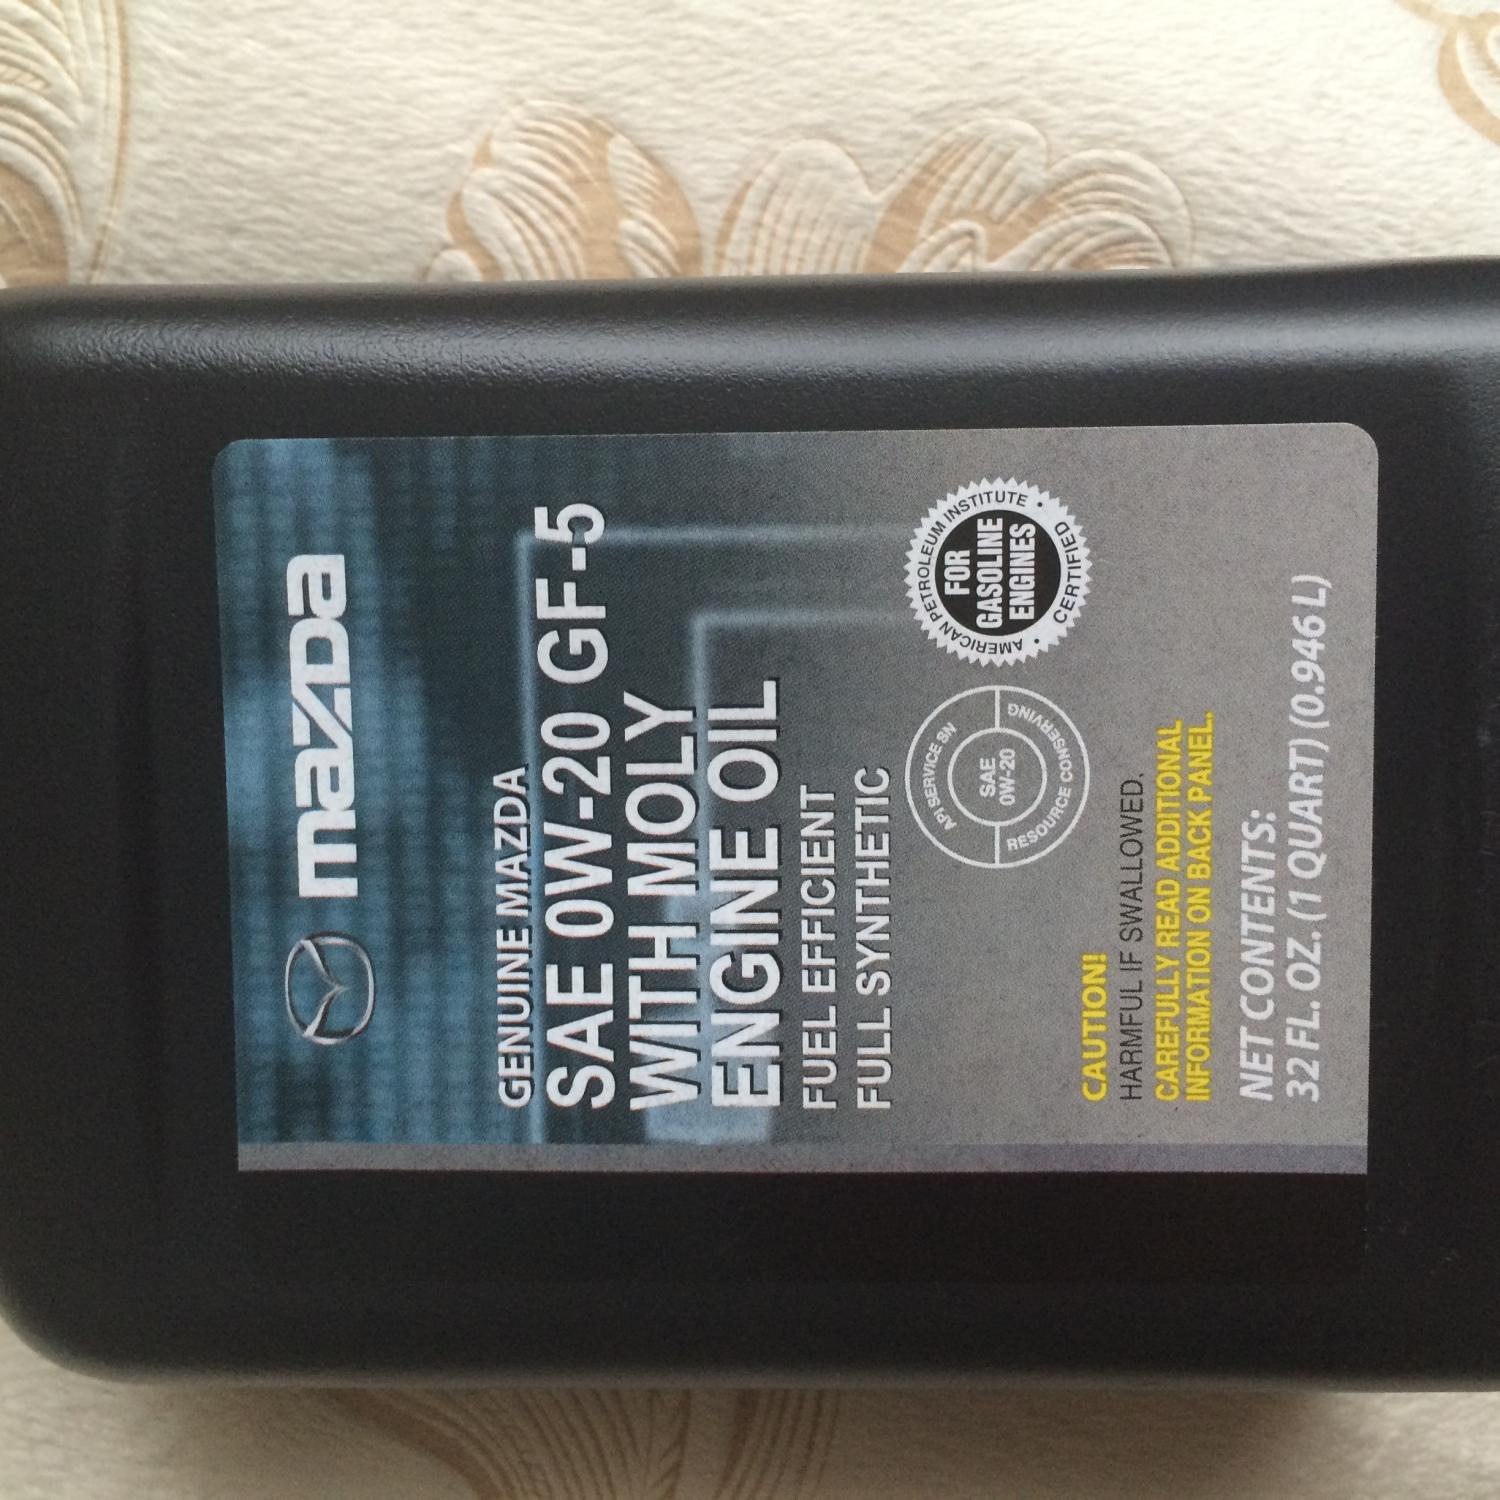 mazda
GENUINE MAZDA
SAE 0W-20 GF-5
WITH MOLY
ENGINE OIL
FUEL EFFICIENT
FULL SYNTHETIC
API SERVICE SN
SAE
0W-20
RESOURCE CONSERVING
AMERICAN PETROLEUM INSTITUTE
FOR
GASOLINE
ENGINES
CERTIFIED
CAUTION!
HARMFUL IF SWALLOWED.
CAREFULLY READ ADDITIONAL
INFORMATION ON BACK PANEL.
NET CONTENTS:
32 FL. OZ. (1 QUART) (0.946 L)